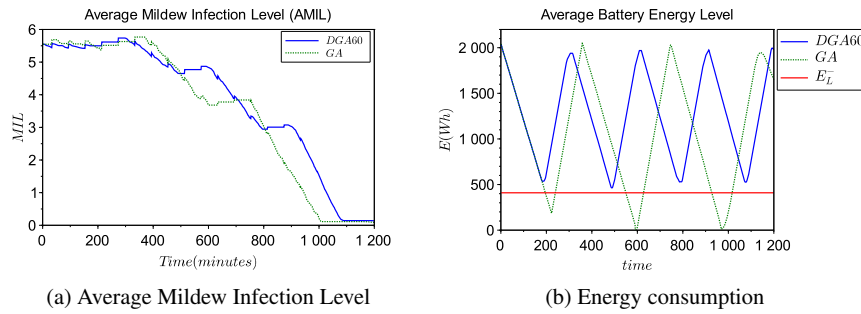 Average Mildew Infection Level (AMIL)
6
5
4
3
2
1
0
MIL
0 200 400 600 800 1 000 1 200
Time(minutes)
DGA60
GA
(a) Average Mildew Infection Level
Average Battery Energy Level
2 000
1 500
1 000
500
0
E(Wh)
0 200 400 600 800 1 000 1 200
time
DGA60
GA
E_L^-
(b) Energy consumption